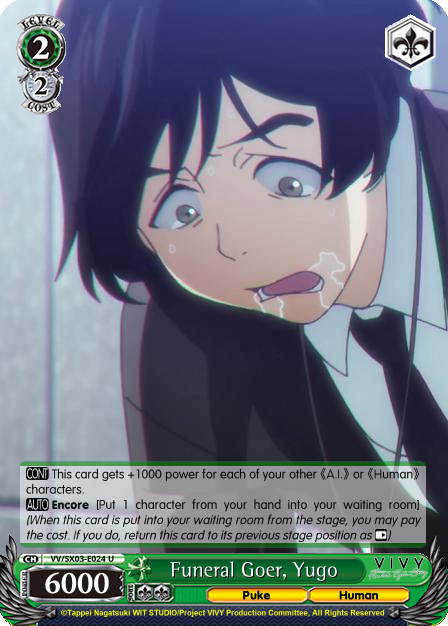 LEVEL
2
2
COST
CONT This card gets +1000 power for each of your other 《A.I.》 or 《Human》
characters.
AUTO Encore [Put 1 character from your hand into your waiting room]
(When this card is put into your waiting room from the stage, you may pay
the cost. If you do, return this card to its previous stage position as
CH VV/SX03-E024 U
POWER 6000 SOUL Funeral Goer, Yugo VIVY
Puke Human
©Tappei Nagatsuki WIT STUDIO/Project VIVY Production Committee, All Rights Reserved